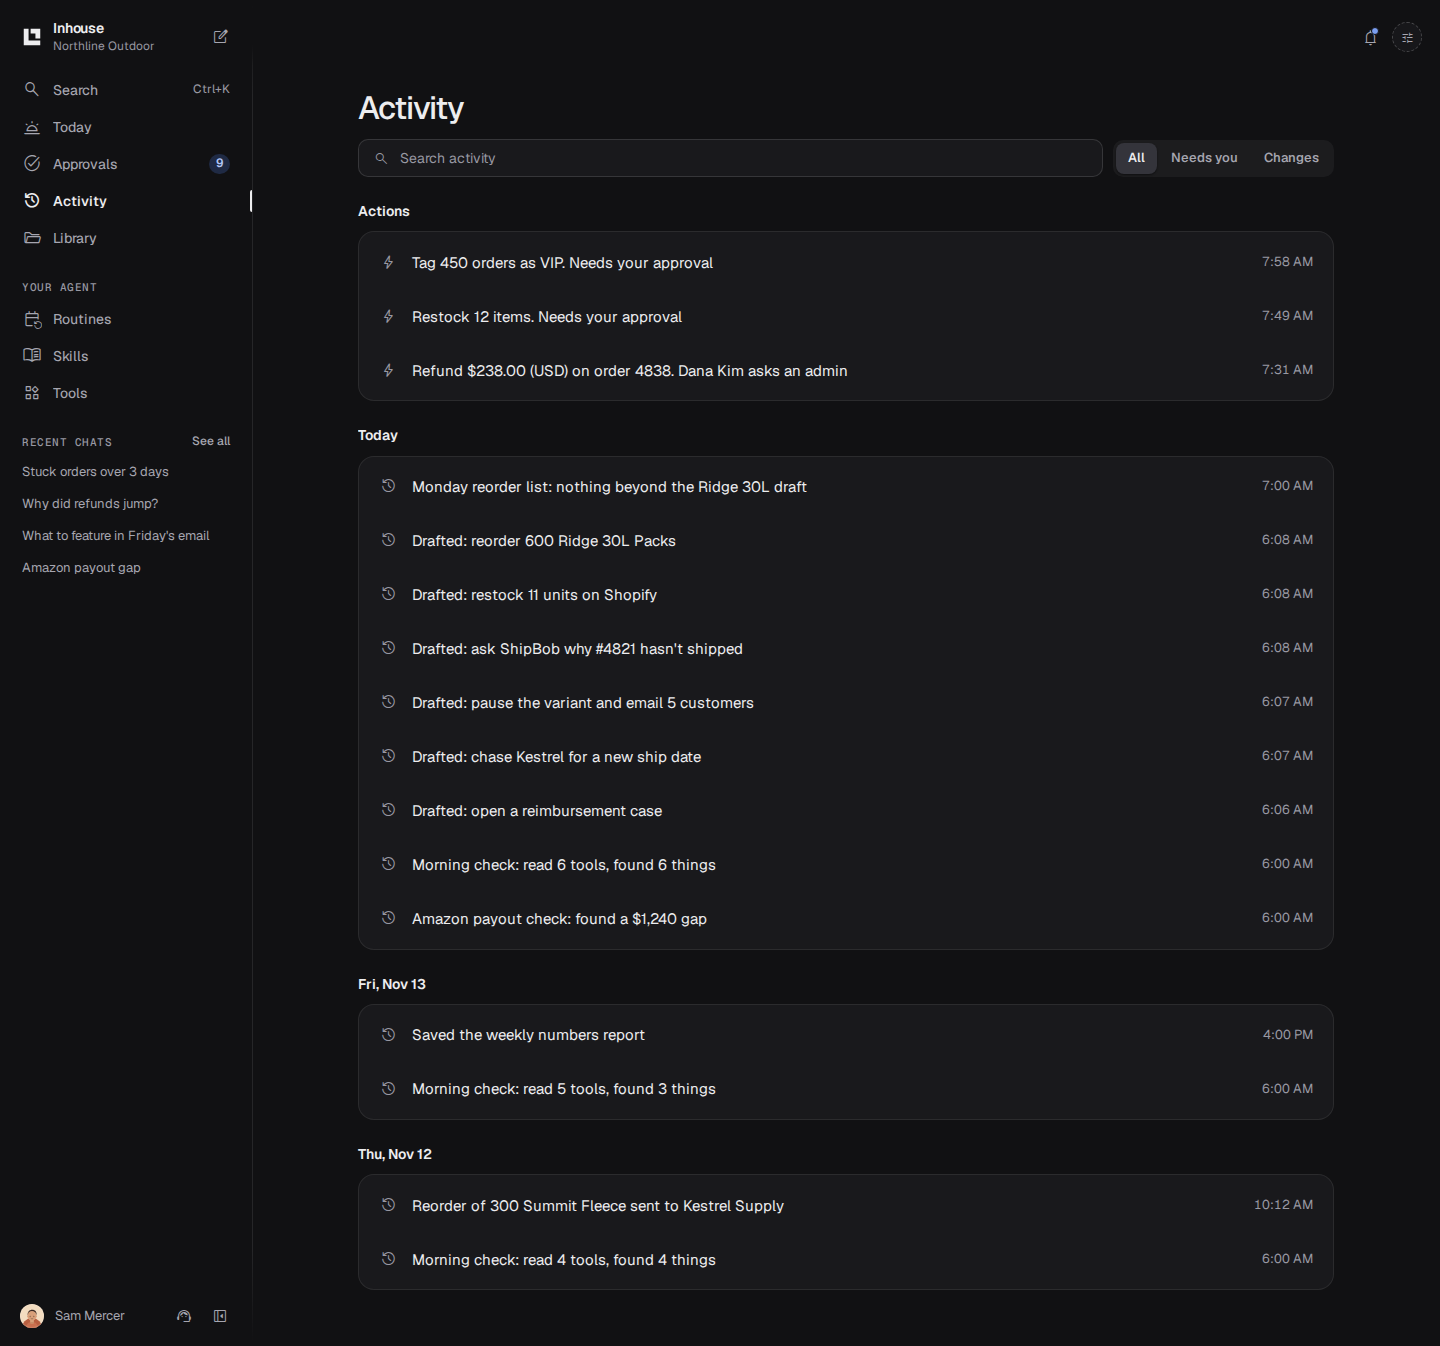 Inhouse
Northline Outdoor
Search Ctrl+K
Today
Approvals 9
Activity
Library
YOUR AGENT
Routines
Skills
Tools
RECENT CHATS See all
Stuck orders over 3 days
Why did refunds jump?
What to feature in Friday's email
Amazon payout gap
Sam Mercer
Activity
Search activity
All Needs you Changes
Actions
Tag 450 orders as VIP. Needs your approval 7:58 AM
Restock 12 items. Needs your approval 7:49 AM
Refund $238.00 (USD) on order 4838. Dana Kim asks an admin 7:31 AM
Today
Monday reorder list: nothing beyond the Ridge 30L draft 7:00 AM
Drafted: reorder 600 Ridge 30L Packs 6:08 AM
Drafted: restock 11 units on Shopify 6:08 AM
Drafted: ask ShipBob why #4821 hasn't shipped 6:08 AM
Drafted: pause the variant and email 5 customers 6:07 AM
Drafted: chase Kestrel for a new ship date 6:07 AM
Drafted: open a reimbursement case 6:06 AM
Morning check: read 6 tools, found 6 things 6:00 AM
Amazon payout check: found a $1,240 gap 6:00 AM
Fri, Nov 13
Saved the weekly numbers report 4:00 PM
Morning check: read 5 tools, found 3 things 6:00 AM
Thu, Nov 12
Reorder of 300 Summit Fleece sent to Kestrel Supply 10:12 AM
Morning check: read 4 tools, found 4 things 6:00 AM